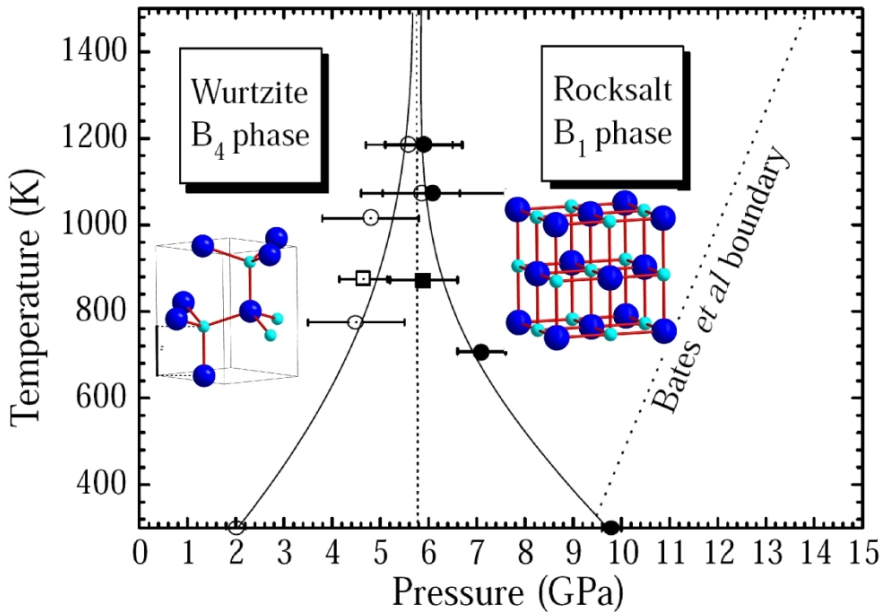 1400
1200
1000
800
600
400
Temperature (K)
Wurtzite
B4 phase
Rocksalt
B1 phase
Bates et al boundary
0 1 2 3 4 5 6 7 8 9 10 11 12 13 14 15
Pressure (GPa)